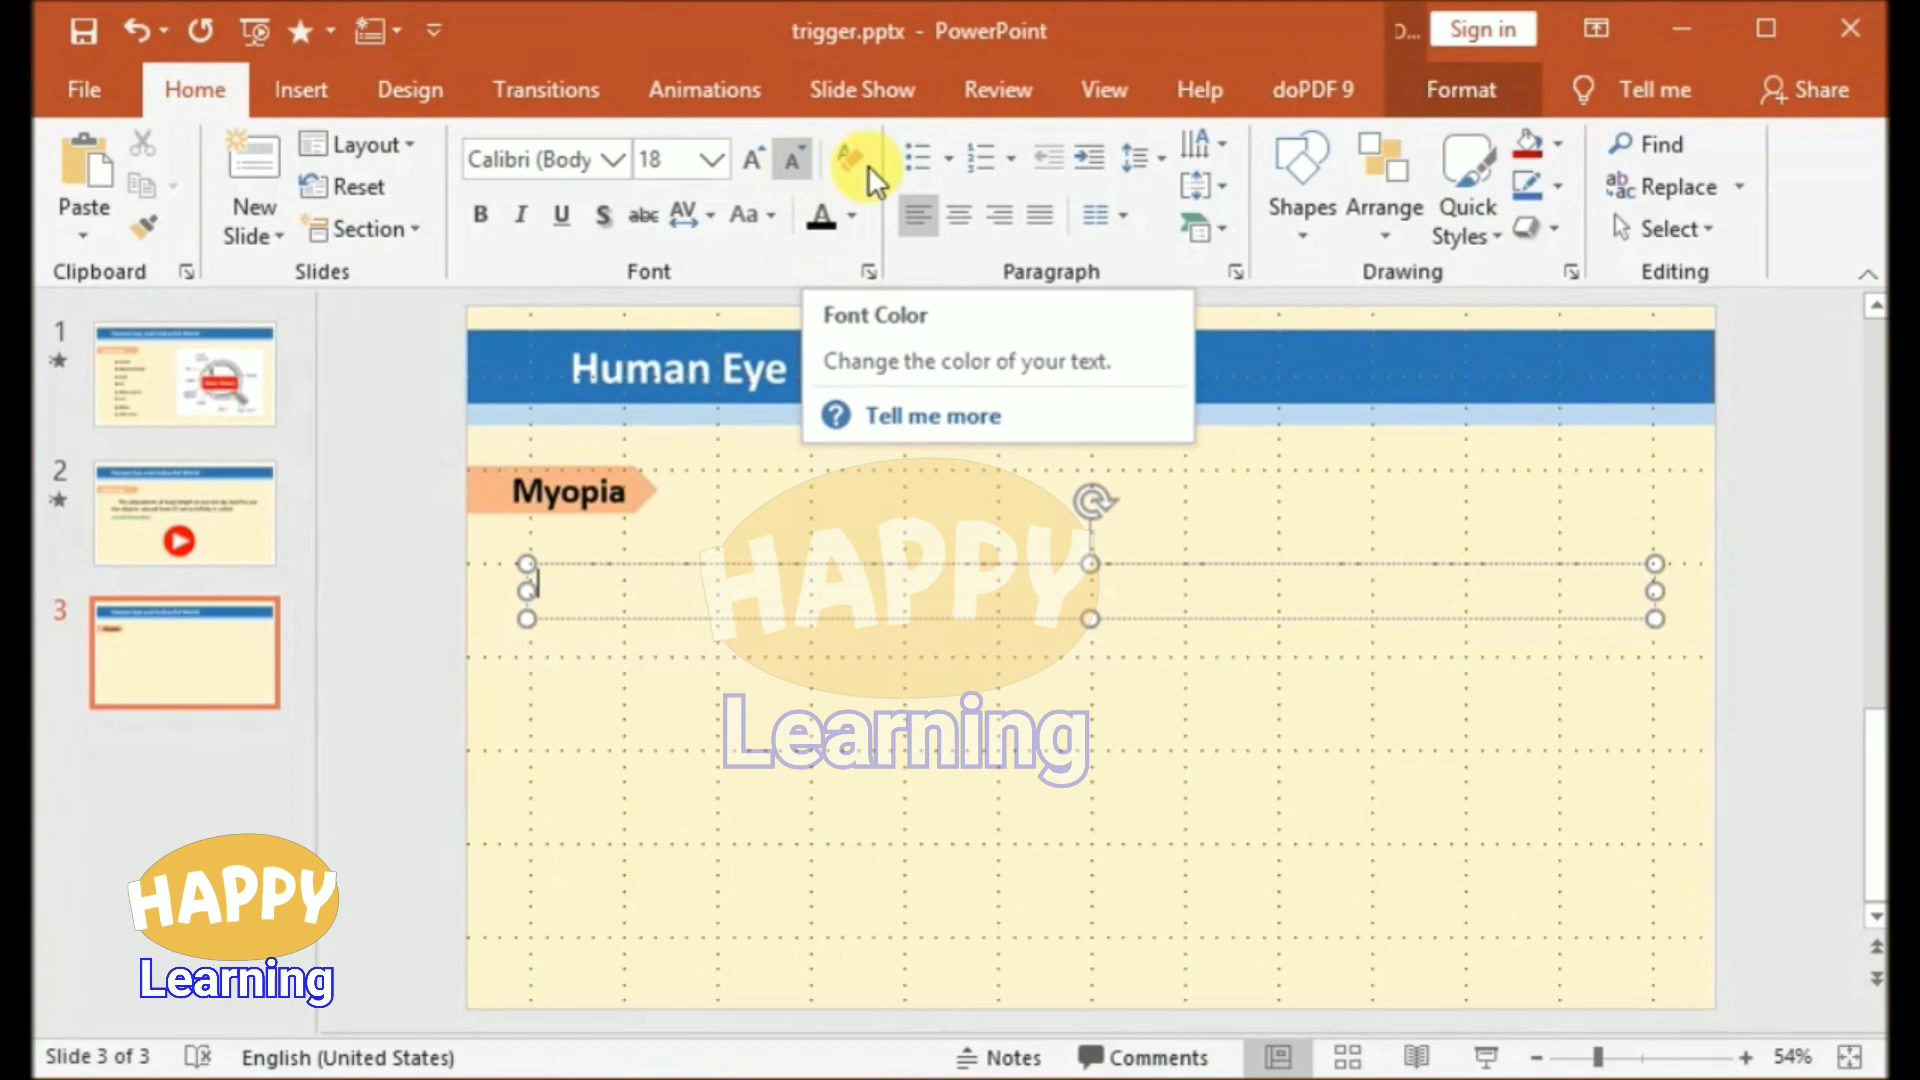 trigger.pptx - PowerPoint
D...
Sign in
File
Home
Insert
Design
Transitions
Animations
Slide Show
Review
View
Help
doPDF 9
Format
Tell me
Share
Paste
Clipboard
New
Slide
Layout
Reset
Section
Slides
Calibri (Body
18
B I U S abc AV Aa A
Font
Paragraph
Shapes
Arrange
Quick
Styles
Drawing
Find
Replace
Select
Editing
Font Color
Change the color of your text.
Tell me more
1
2
3
Human Eye
Myopia
HAPPY
Learning
HAPPY
Learning
Slide 3 of 3
English (United States)
Notes
Comments
54%